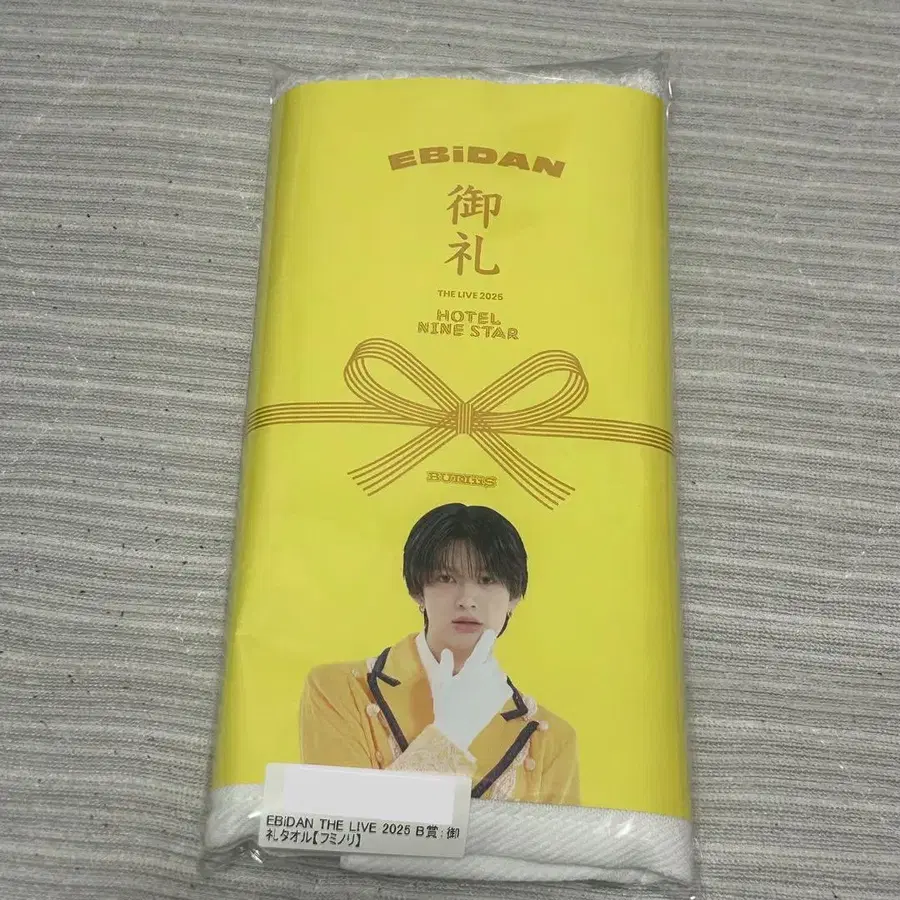 EBiDAN
御
礼
THE LIVE 2025
HOTEL
NINE STAR
BUDDiiS
EBiDAN THE LIVE 2025 B賞:御
礼タオル【フミノリ】